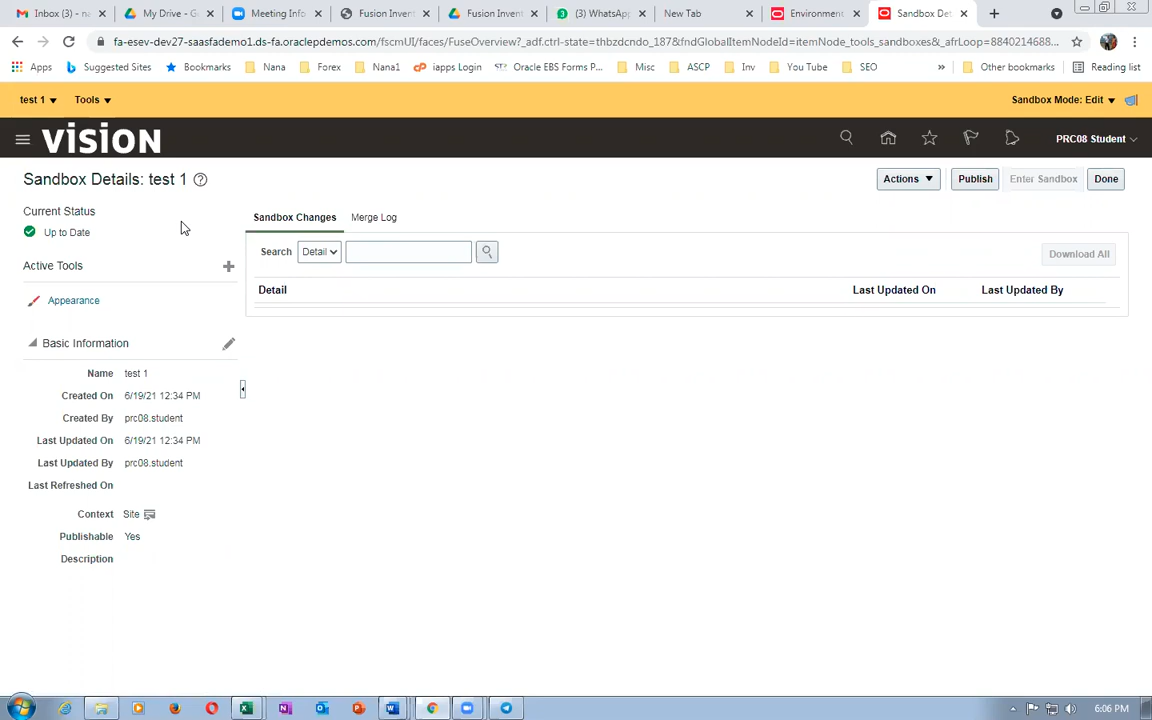 Inbox (3) - n
My Drive - G
Meeting Info
Fusion Inven
Fusion Inven
(3) WhatsApp
New Tab
Environment
Sandbox Det
fa-esev-dev27-saasfademo1.ds-fa.oraclepdemos.com/fscmUI/faces/FuseOverview?_adf.ctrl-state=thbzdcndo_187&fndGlobalItemNodeId=itemNode_tools_sandboxes&_afrLoop=8840214688...
Apps
Suggested Sites
Bookmarks
Nana
Forex
Nana1
iapps Login
Oracle EBS Forms P...
Misc
ASCP
Inv
You Tube
SEO
»
Other bookmarks
Reading list
test 1
Tools
Sandbox Mode: Edit
VISION
PRC08 Student
Sandbox Details: test 1
Actions
Publish
Enter Sandbox
Done
Current Status
Up to Date
Active Tools
Appearance
Basic Information
Name test 1
Created On 6/19/21 12:34 PM
Created By prc08.student
Last Updated On 6/19/21 12:34 PM
Last Updated By prc08.student
Last Refreshed On
Context Site
Publishable Yes
Description
Sandbox Changes
Merge Log
Search Detail
Download All
Detail
Last Updated On
Last Updated By
6:06 PM